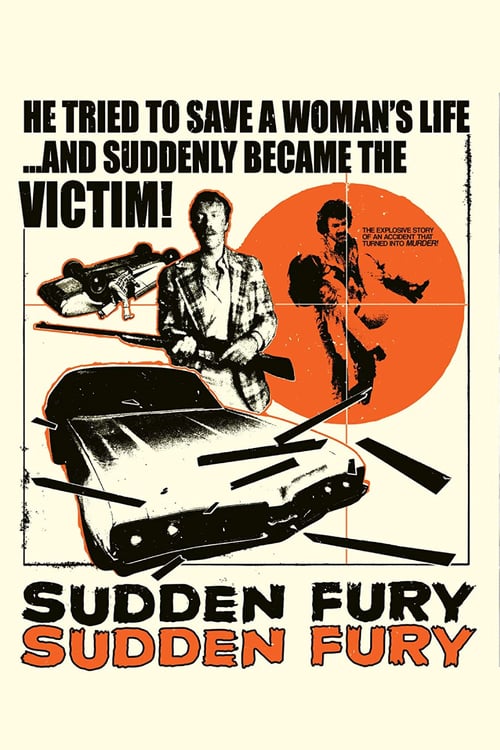 HE TRIED TO SAVE A WOMAN'S LIFE
...AND SUDDENLY BECAME THE
VICTIM!
THE EXPLOSIVE STORY
OF AN ACCIDENT THAT
TURNED INTO MURDER!
SUDDEN FURY
SUDDEN FURY